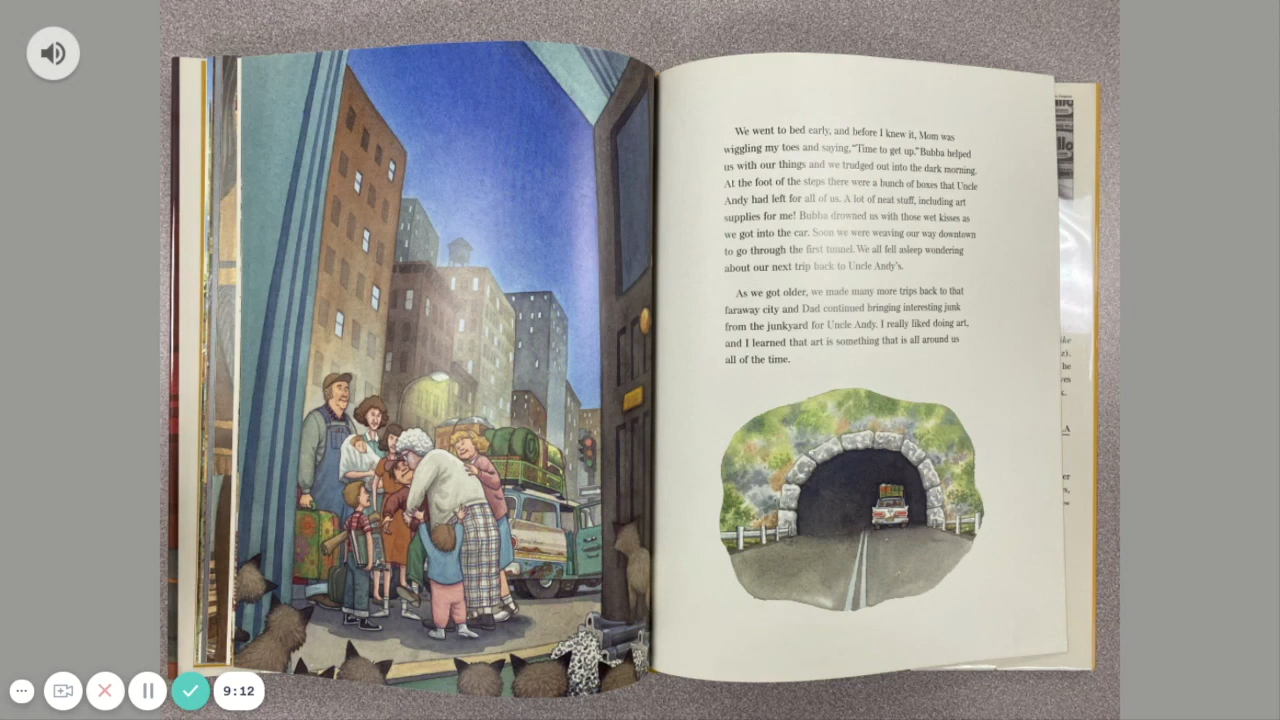 We went to bed early, and before I knew it, Mom was
wiggling my toes and saying, "Time to get up." Bubba helped
us with our things and we trudged out into the dark morning.
At the foot of the steps there were a bunch of boxes that Uncle
Andy had left for all of us. A lot of neat stuff, including art
supplies for me! Bubba drowned us with those wet kisses as
we got into the car. Soon we were weaving our way downtown
to go through the first tunnel. We all fell asleep wondering
about our next trip back to Uncle Andy's.
As we got older, we made many more trips back to that
faraway city and Dad continued bringing interesting junk
from the junkyard for Uncle Andy. I really liked doing art,
and I learned that art is something that is all around us
all of the time.
9:12